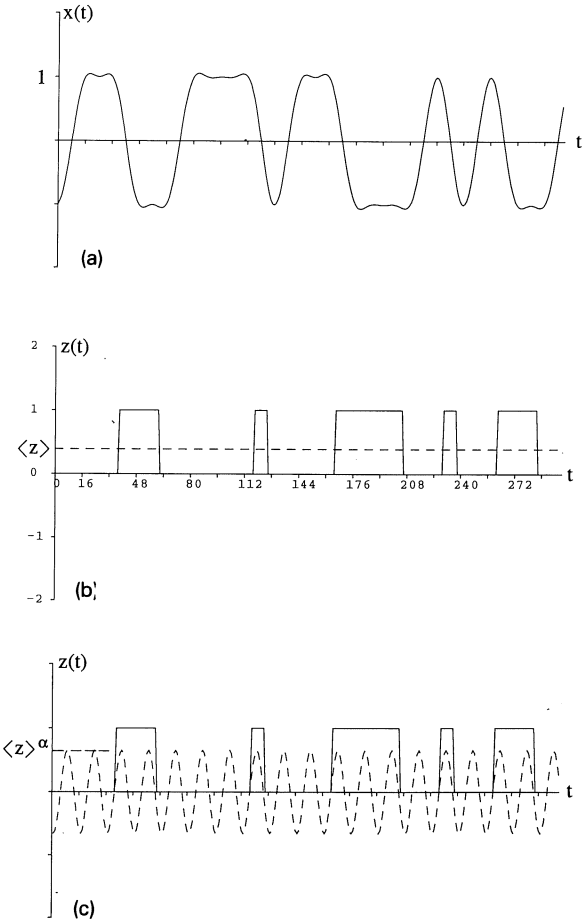 x(t)
1
t
(a)
2
z(t)
1
⟨z⟩
0
0 16 48 80 112 144 176 208 240 272
t
-1
-2
(b)
z(t)
⟨z⟩α
t
(c)